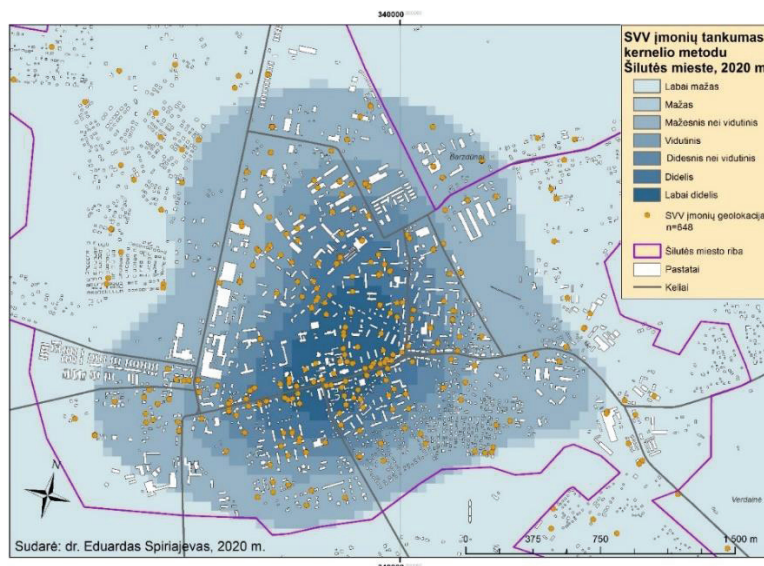 340000
SVV įmonių tankumas
kernelio metodu
Šilutės mieste, 2020 m.
Labai mažas
Mažas
Mažesnis nei vidutinis
Vidutinis
Didesnis nei vidutinis
Didelis
Labai didelis
SVV įmonių geolokacija
n=648
Šilutės miesto riba
Pastatai
Keliai
Barzdūnai
Verdainė
N
Sudarė: dr. Eduardas Spiriajevas, 2020 m.
0 375 750 1 500 m